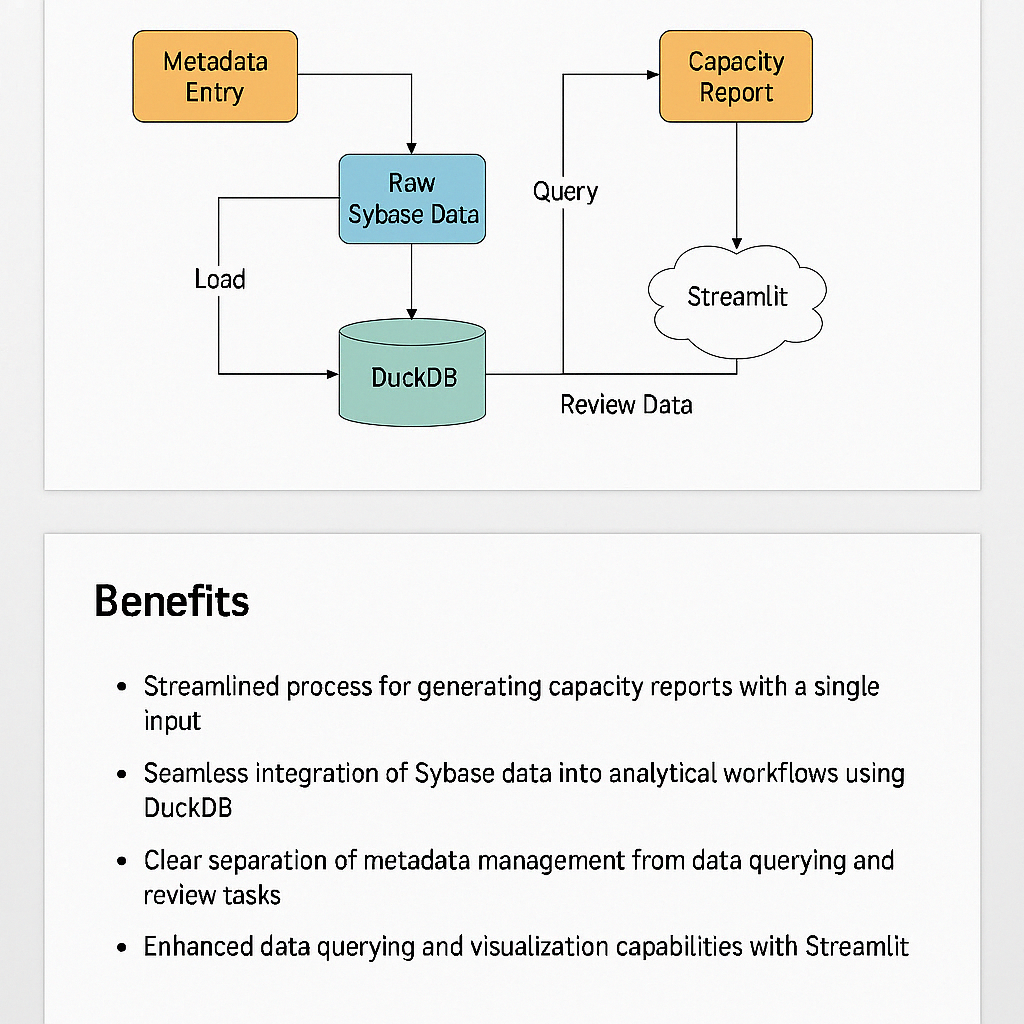 Metadata
Entry
Capacity
Report
Raw
Sybase Data
Query
Load
Streamlit
DuckDB
Review Data
Benefits
• Streamlined process for generating capacity reports with a single
input
• Seamless integration of Sybase data into analytical workflows using
DuckDB
• Clear separation of metadata management from data querying and
review tasks
• Enhanced data querying and visualization capabilities with Streamlit